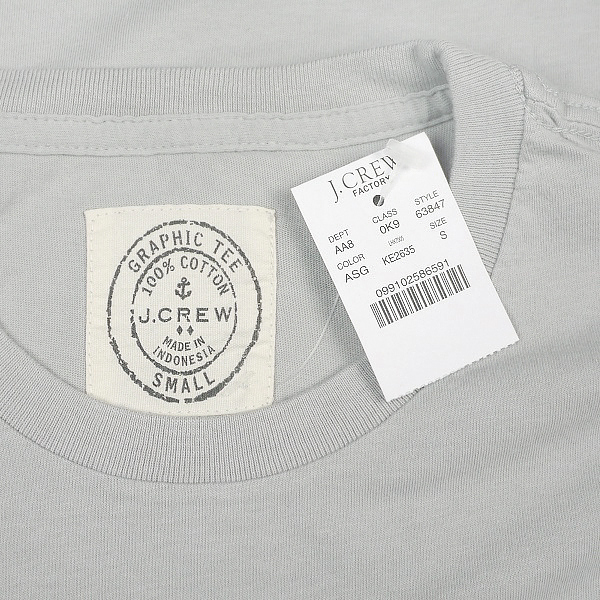 GRAPHIC TEE
100% COTTON
J.CREW
MADE IN
INDONESIA
SMALL
J.CREW
FACTORY
DEPT CLASS STYLE
AA8 0K9 63847
COLOR SIZE
ASG KE2635 S
099102586591